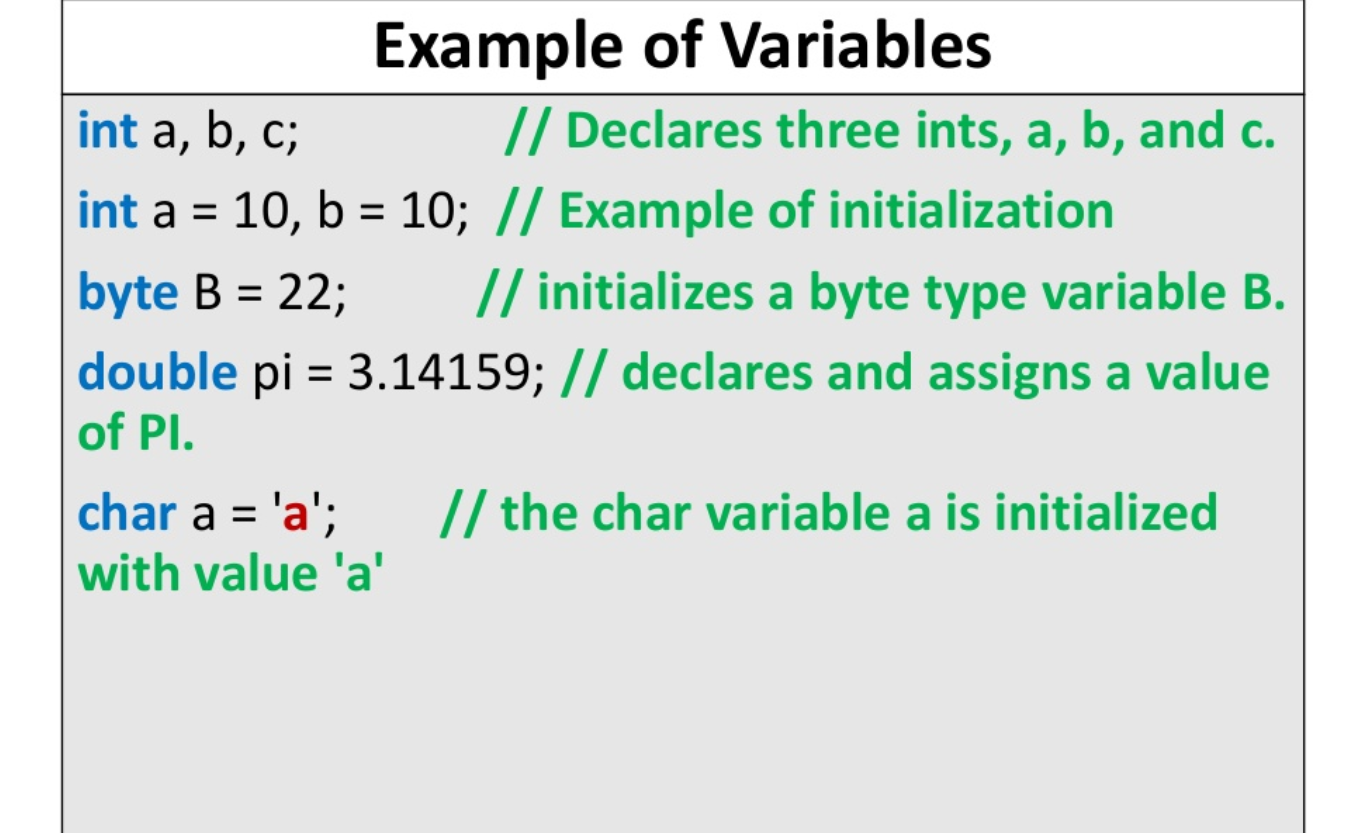 Example of Variables
int a, b, c; // Declares three ints, a, b, and c.
int a = 10, b = 10; // Example of initialization
byte B = 22; // initializes a byte type variable B.
double pi = 3.14159; // declares and assigns a value
of PI.
char a = 'a'; // the char variable a is initialized
with value 'a'